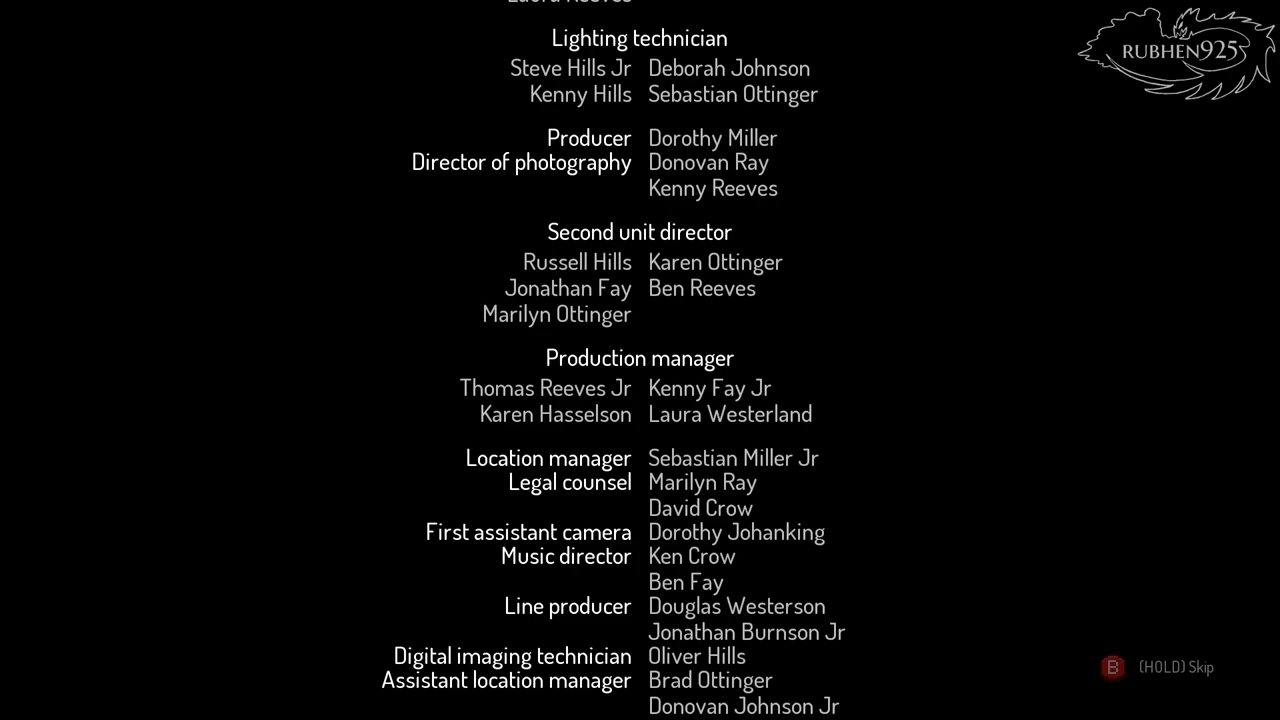 Laura Reeves
Lighting technician
Steve Hills Jr Deborah Johnson
Kenny Hills Sebastian Ottinger
Producer Dorothy Miller
Director of photography Donovan Ray
Kenny Reeves
Second unit director
Russell Hills Karen Ottinger
Jonathan Fay Ben Reeves
Marilyn Ottinger
Production manager
Thomas Reeves Jr Kenny Fay Jr
Karen Hasselson Laura Westerland
Location manager Sebastian Miller Jr
Legal counsel Marilyn Ray
David Crow
First assistant camera Dorothy Johanking
Music director Ken Crow
Ben Fay
Line producer Douglas Westerson
Jonathan Burnson Jr
Digital imaging technician Oliver Hills
Assistant location manager Brad Ottinger
Donovan Johnson Jr
RUBHEN925
B (HOLD) Skip